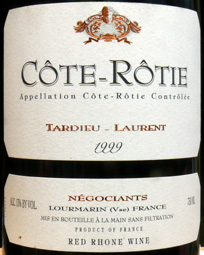 CÔTE-RÔTIE
Appellation Côte-Rôtie Contrôlée
TARDIEU - LAURENT
1999
NÉGOCIANTS
ALC. 13% BY VOL.
LOURMARIN (Vse) FRANCE
750 ML
MIS EN BOUTEILLE À LA MAIN SANS FILTRATION
PRODUCT OF FRANCE
RED RHONE WINE